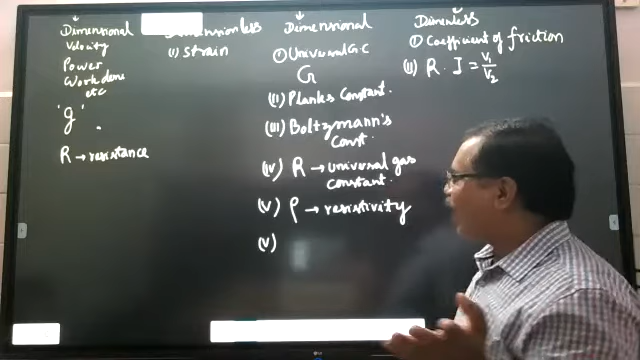 Dimensional
Velocity
Power
Work done
etc
'g'
R → resistance
(i) Strain
Dimensional
① Universal G.C
G
(ii) Planks Constant.
(iii) Boltzmann's
Const.
(iv) R → universal gas
constant.
(v) ρ → resistivity
(v)
Dimenless
① Coefficient of friction
(ii) R. I = V₁/V₂